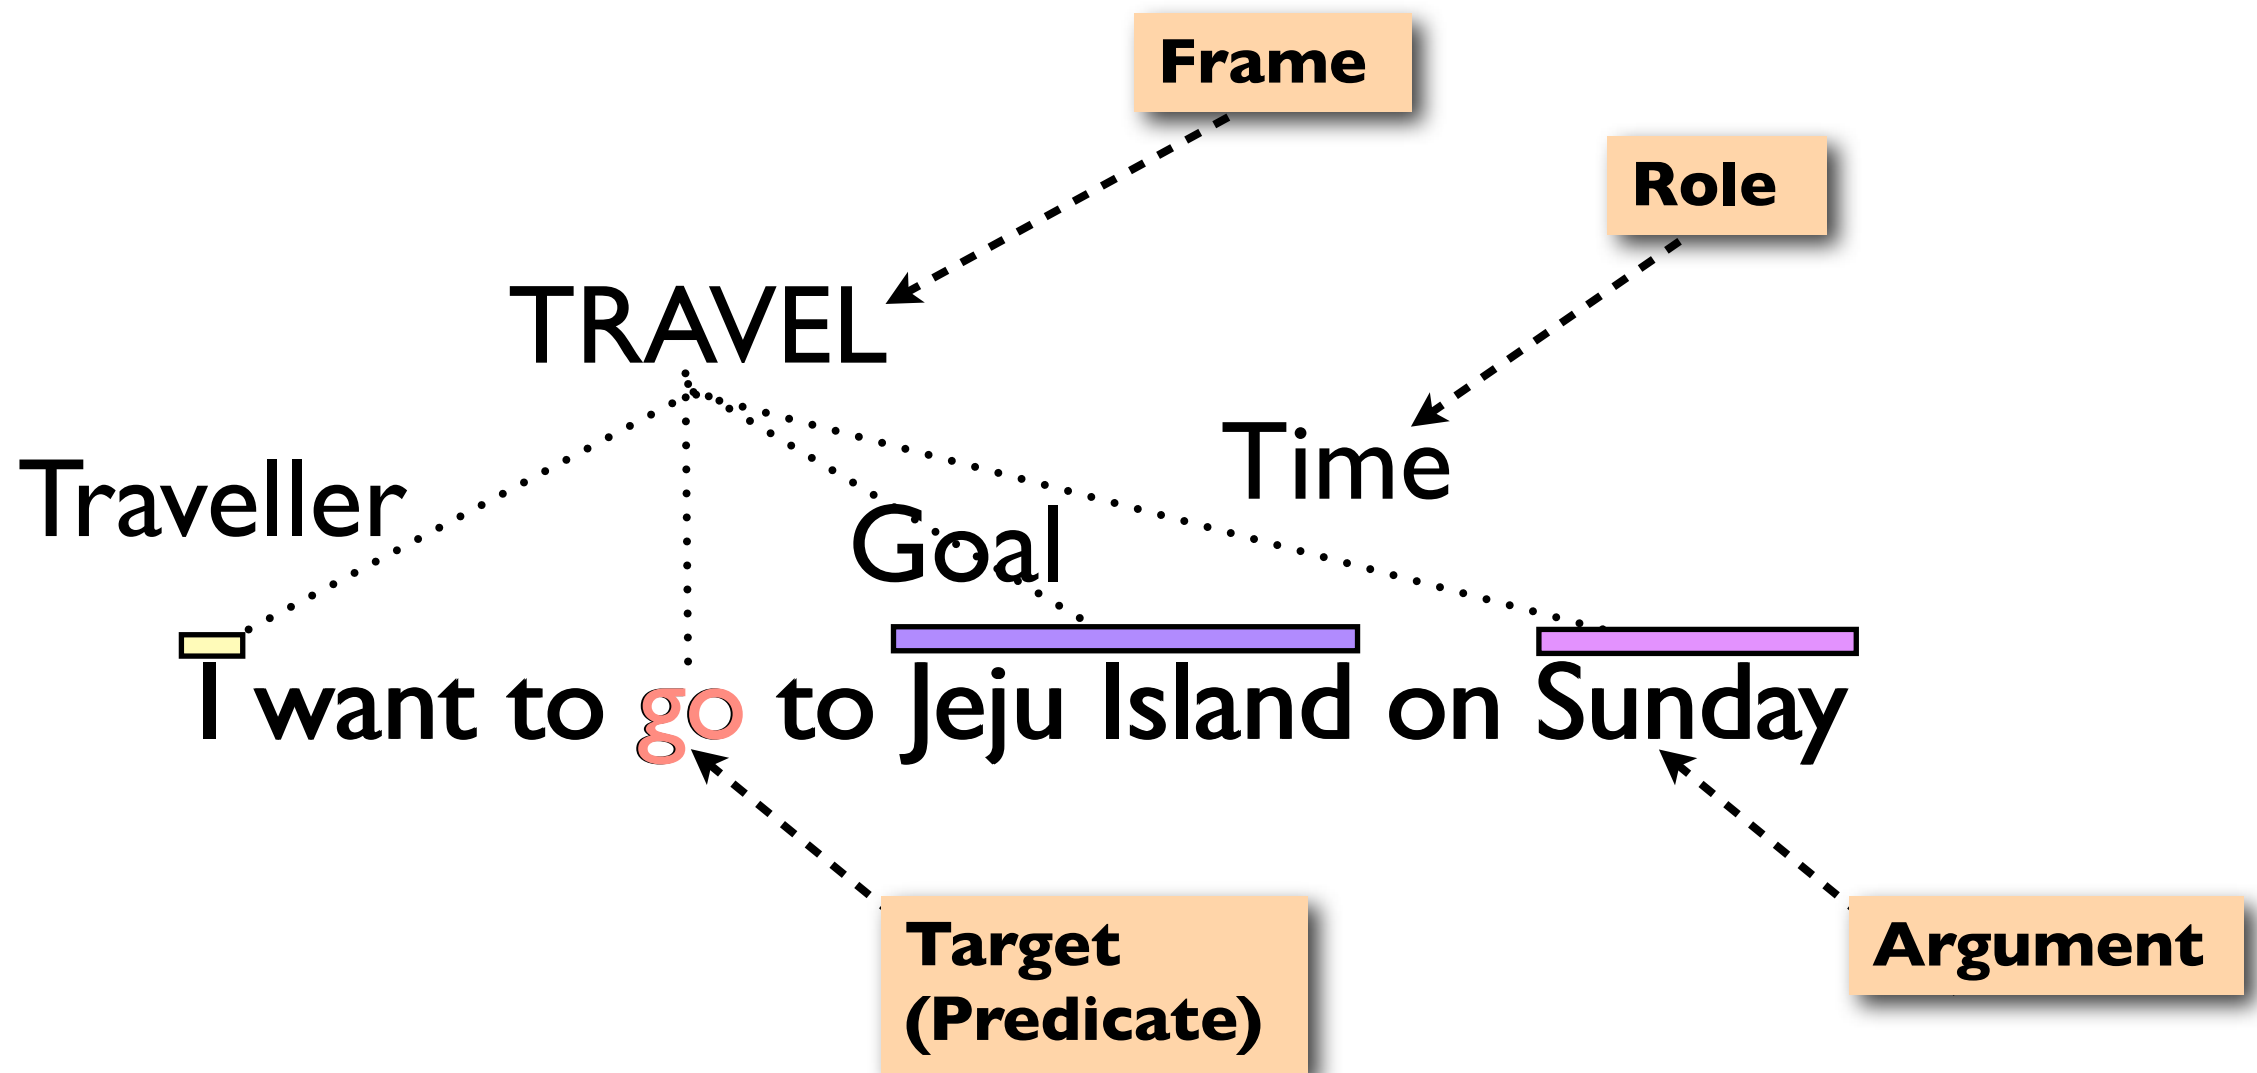 Frame
Role
TRAVEL
Time
Traveller
Goal
I want to go to Jeju Island on Sunday
Target
(Predicate)
Argument